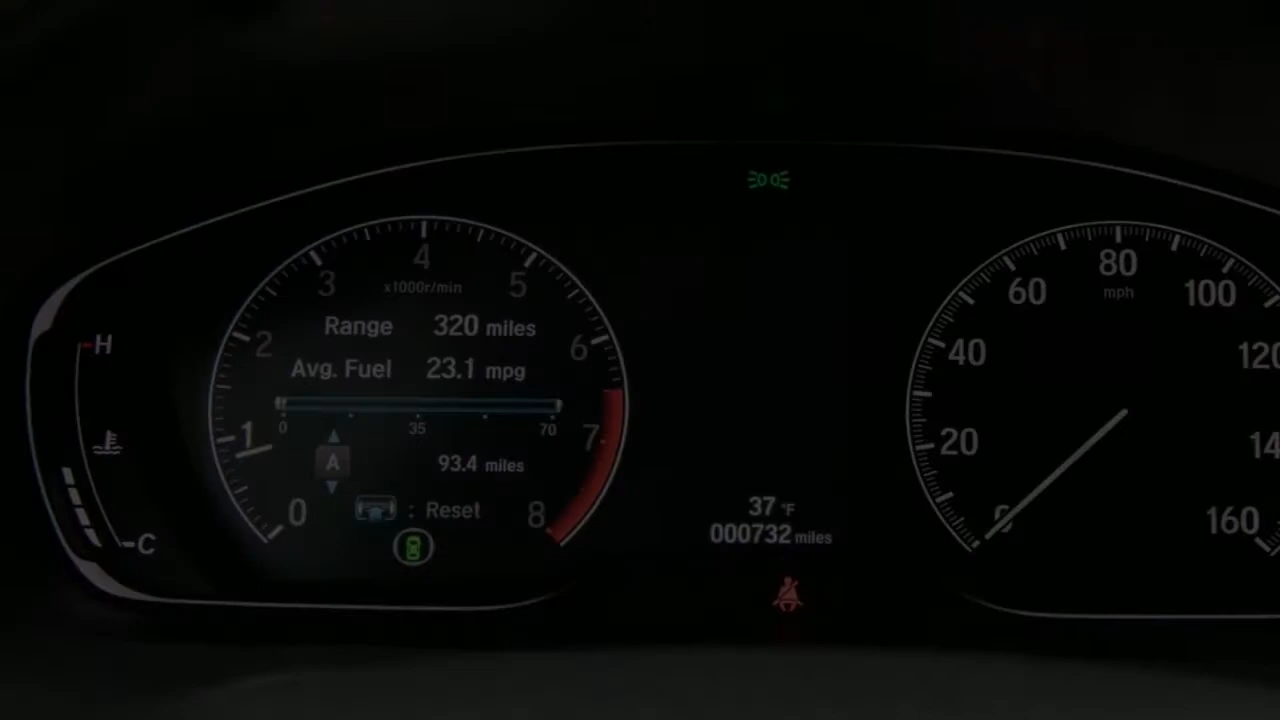 4
3
5
x1000r/min
2
6
Range 320 miles
Avg. Fuel 23.1 mpg
0 35 70
1
7
A 93.4 miles
0
: Reset
8
H
C
37 °F
000732 miles
80
mph
60
100
40
120
20
160